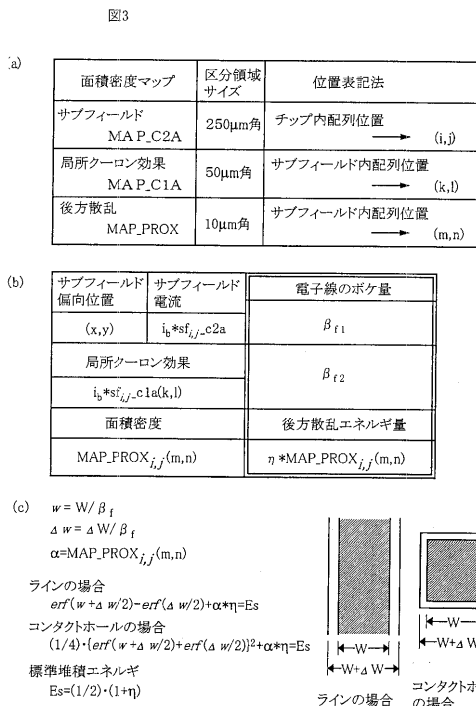 図3
(a)
面積密度マップ 区分領域サイズ 位置表記法
サブフィールド MAP_C2A 250μm角 チップ内配列位置 → (i,j)
局所クーロン効果 MAP_C1A 50μm角 サブフィールド内配列位置 → (k,l)
後方散乱 MAP_PROX 10μm角 サブフィールド内配列位置 → (m,n)
(b)
サブフィールド偏向位置 サブフィールド電流 電子線のボケ量
(x,y) i_b*sf_{i,j}_c2a β_{f1}
局所クーロン効果 β_{f2}
i_b*sf_{i,j}_c1a(k,l)
面積密度 後方散乱エネルギ量
MAP_PROX_{i,j}(m,n) η*MAP_PROX_{i,j}(m,n)
(c)
w = W/β_f
Δw = ΔW/β_f
α=MAP_PROX_{i,j}(m,n)
ラインの場合
erf(w+Δw/2)-erf(Δw/2)+α*η=Es
コンタクトホールの場合
(1/4)・{erf(w+Δw/2)+erf(Δw/2)}²+α*η=Es
標準堆積エネルギ
Es=(1/2)・(1+η)
W
W+ΔW
ラインの場合
W
W+ΔW
コンタクトホ
の場合